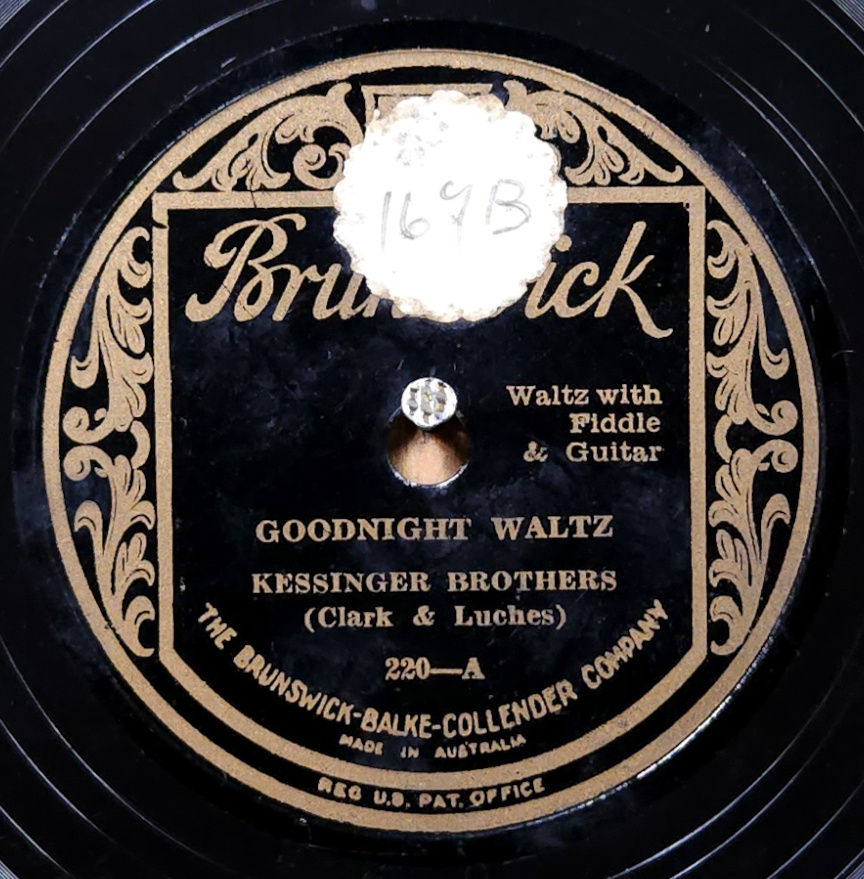 169B
Brunswick
Waltz with
Fiddle
& Guitar
GOODNIGHT WALTZ
KESSINGER BROTHERS
(Clark & Luches)
220—A
THE BRUNSWICK-BALKE-COLLENDER COMPANY
MADE IN AUSTRALIA
REG U.S. PAT. OFFICE